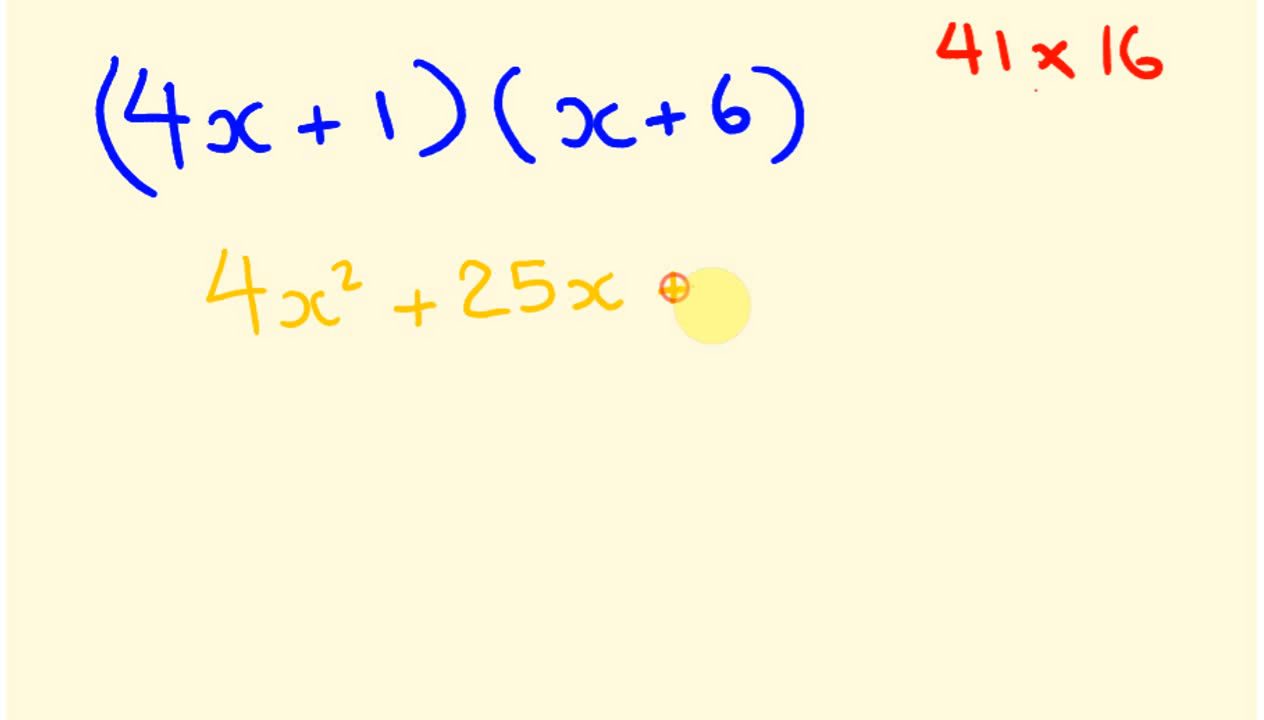 (4x + 1) (x + 6)
41 x 16
4x² + 25x +